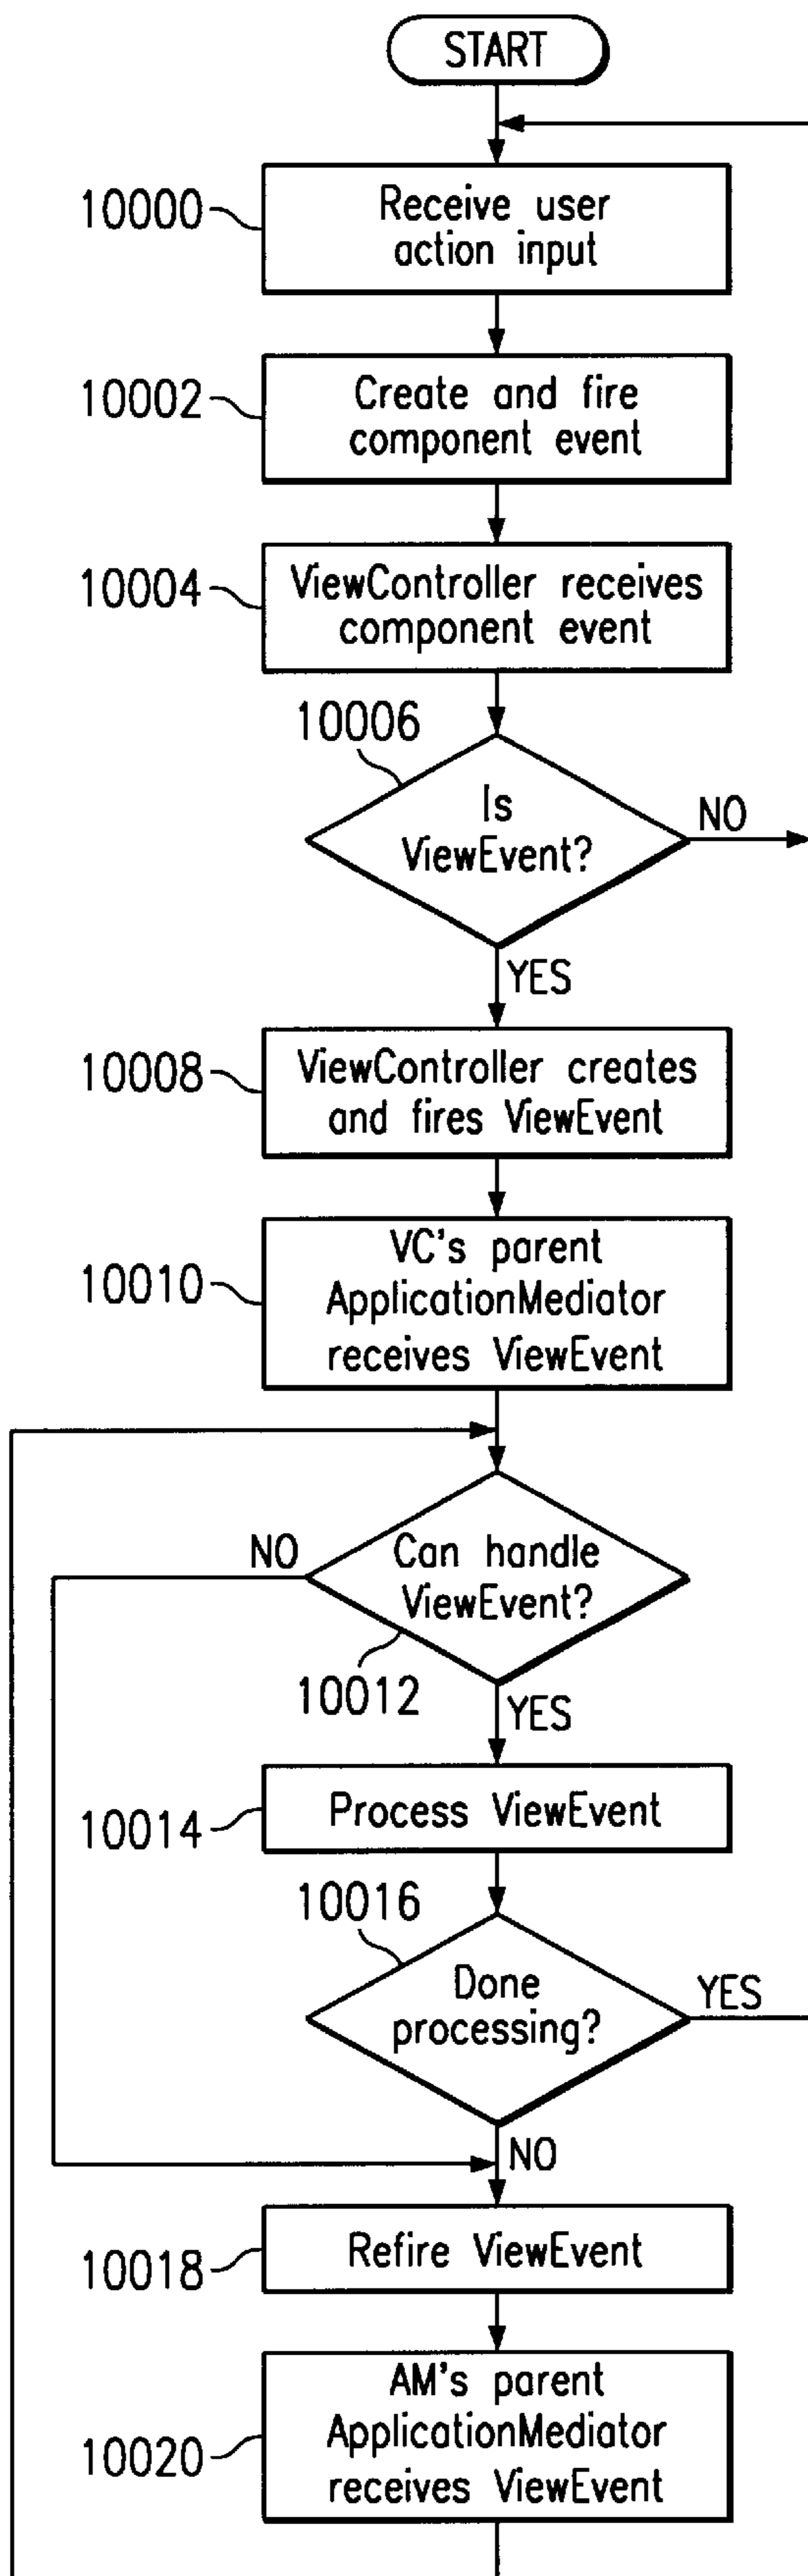 START
10000
Receive user
action input
10002
Create and fire
component event
10004
ViewController receives
component event
10006
Is
ViewEvent?
NO
YES
10008
ViewController creates
and fires ViewEvent
10010
VC's parent
ApplicationMediator
receives ViewEvent
NO
Can handle
ViewEvent?
10012
YES
10014
Process ViewEvent
10016
Done
processing?
YES
NO
10018
Refire ViewEvent
10020
AM's parent
ApplicationMediator
receives ViewEvent